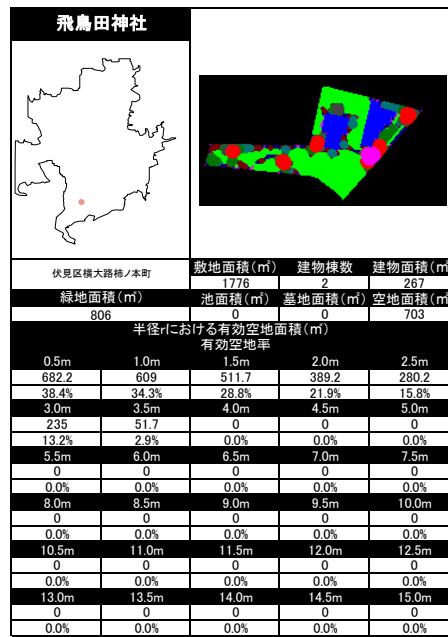 飛鳥田神社
伏見区横大路柿ノ本町 敷地面積(㎡) 建物棟数 建物面積(㎡
1776 2 267
緑地面積(㎡) 池面積(㎡) 墓地面積(㎡) 空地面積(㎡
806 0 0 703
半径rにおける有効空地面積(㎡)
有効空地率
0.5m 1.0m 1.5m 2.0m 2.5m
682.2 609 511.7 389.2 280.2
38.4% 34.3% 28.8% 21.9% 15.8%
3.0m 3.5m 4.0m 4.5m 5.0m
235 51.7 0 0 0
13.2% 2.9% 0.0% 0.0% 0.0%
5.5m 6.0m 6.5m 7.0m 7.5m
0 0 0 0 0
0.0% 0.0% 0.0% 0.0% 0.0%
8.0m 8.5m 9.0m 9.5m 10.0m
0 0 0 0 0
0.0% 0.0% 0.0% 0.0% 0.0%
10.5m 11.0m 11.5m 12.0m 12.5m
0 0 0 0 0
0.0% 0.0% 0.0% 0.0% 0.0%
13.0m 13.5m 14.0m 14.5m 15.0m
0 0 0 0 0
0.0% 0.0% 0.0% 0.0% 0.0%